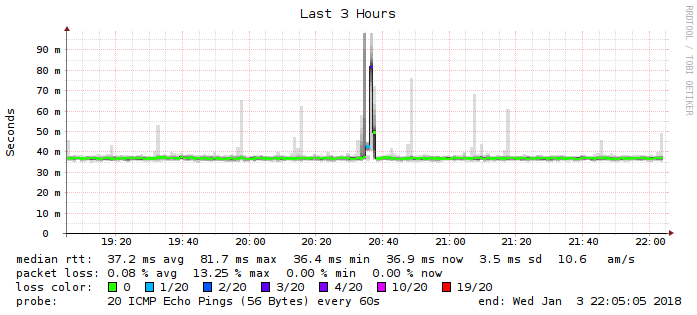 Last 3 Hours
RRDTOOL / TOBI OETIKER
Seconds
90 m
80 m
70 m
60 m
50 m
40 m
30 m
20 m
10 m
0
19:20 19:40 20:00 20:20 20:40 21:00 21:20 21:40 22:00
median rtt: 37.2 ms avg 81.7 ms max 36.4 ms min 36.9 ms now 3.5 ms sd 10.6 am/s
packet loss: 0.08 % avg 13.25 % max 0.00 % min 0.00 % now
loss color: 0 1/20 2/20 3/20 4/20 10/20 19/20
probe: 20 ICMP Echo Pings (56 Bytes) every 60s end: Wed Jan 3 22:05:05 2018